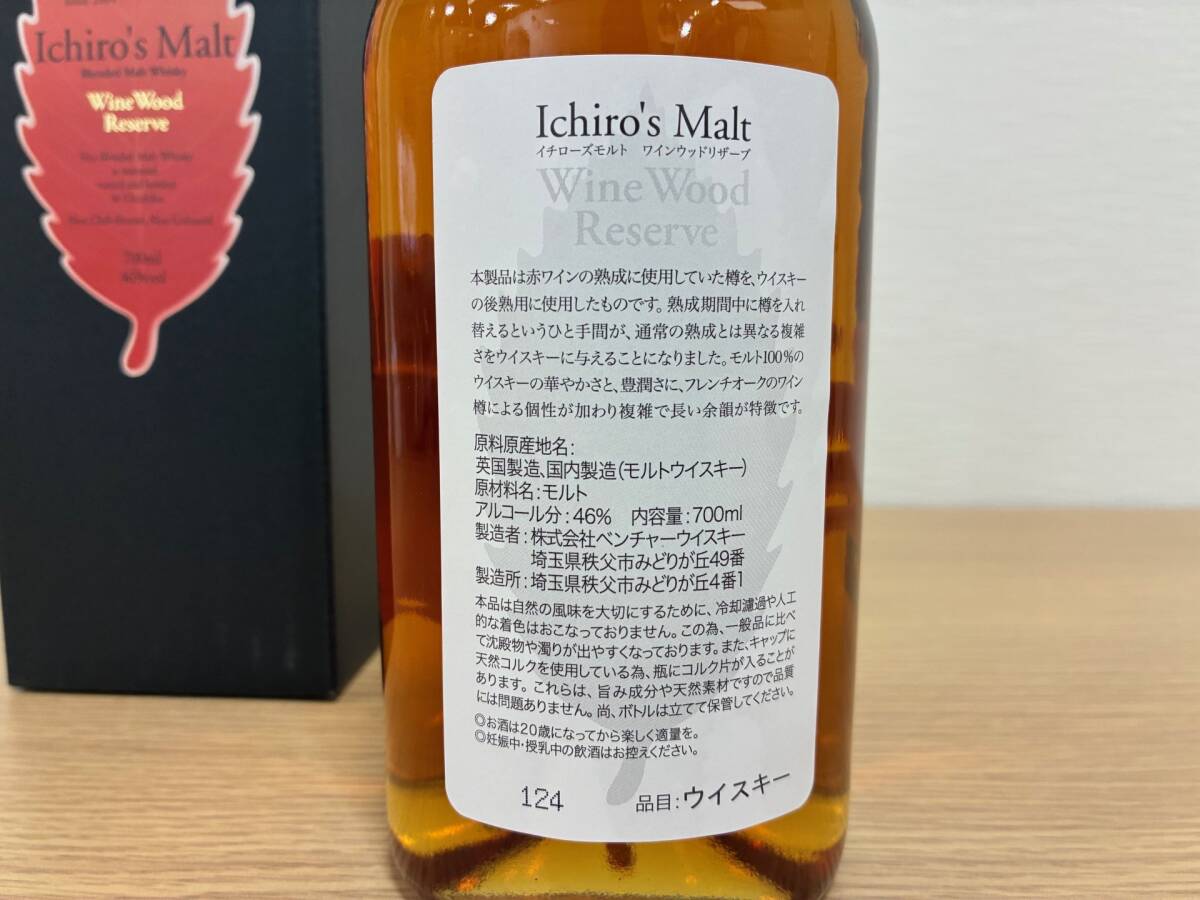 Ichiro's Malt
Blended Malt Whisky
Wine Wood
Reserve
700ml
46%vol
Ichiro's Malt
イチローズモルト ワインウッドリザーブ
Wine Wood
Reserve
本製品は赤ワインの熟成に使用していた樽を、ウイスキー
の後熟用に使用したものです。熟成期間中に樽を入れ
替えるというひと手間が、通常の熟成とは異なる複雑
さをウイスキーに与えることになりました。モルト100%の
ウイスキーの華やかさと、豊潤さに、フレンチオークのワイン
樽による個性が加わり複雑で長い余韻が特徴です。
原料原産地名:
英国製造、国内製造(モルトウイスキー)
原材料名:モルト
アルコール分:46% 内容量:700ml
製造者:株式会社ベンチャーウイスキー
埼玉県秩父市みどりが丘49番
製造所:埼玉県秩父市みどりが丘4番1
本品は自然の風味を大切にするために、冷却濾過や人工
的な着色はおこなっておりません。この為、一般品に比べ
て沈殿物や濁りが出やすくなっております。また、キャップに
天然コルクを使用している為、瓶にコルク片が入ることが
あります。これらは、旨み成分や天然素材ですので品質
には問題ありません。尚、ボトルは立てて保管してください。
◎お酒は20歳になってから楽しく適量を。
◎妊娠中・授乳中の飲酒はお控えください。
124 品目:ウイスキー